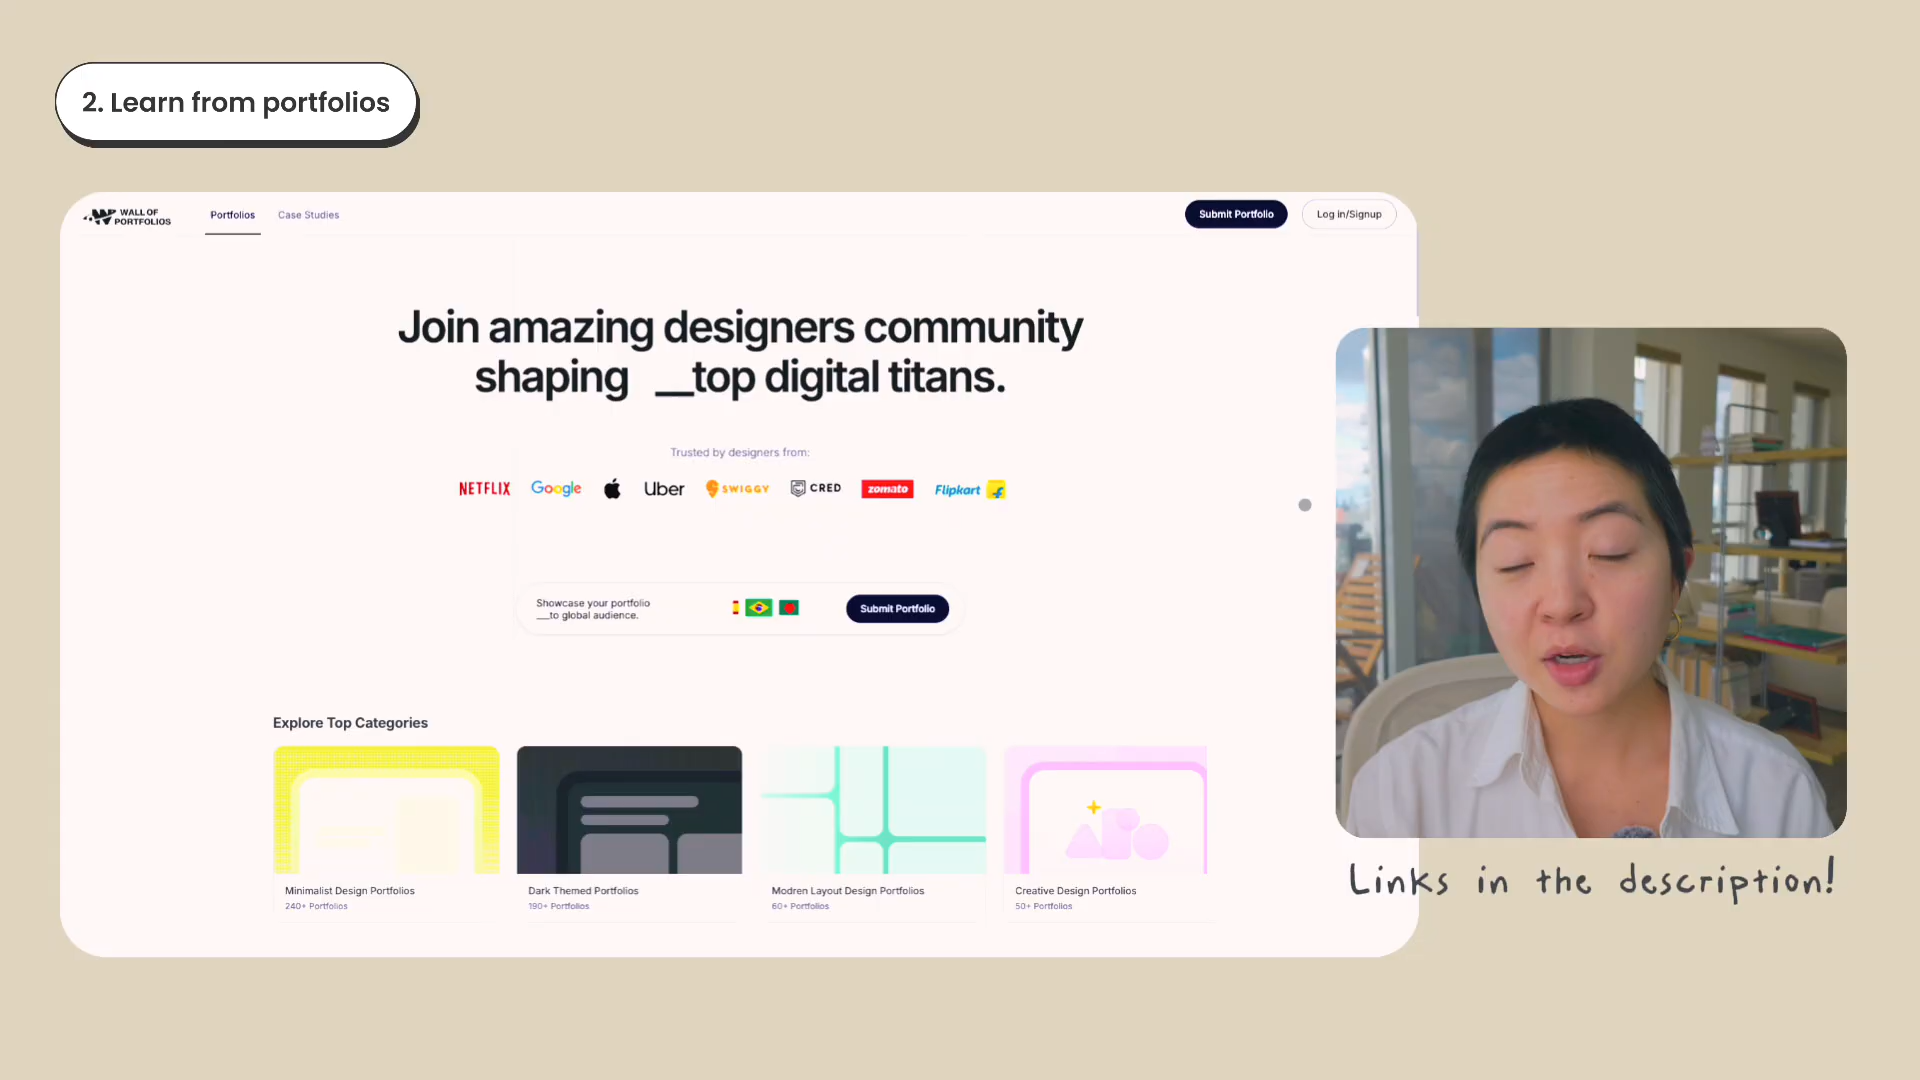 2. Learn from portfolios
WALL OF
PORTFOLIOS
Portfolios
Case Studies
Submit Portfolio
Log in/Signup
Join amazing designers community
shaping __top digital titans.
Trusted by designers from:
NETFLIX
Google
Uber
SWIGGY
CRED
zomato
Flipkart
Showcase your portfolio
__to global audience.
Submit Portfolio
Explore Top Categories
Minimalist Design Portfolios
240+ Portfolios
Dark Themed Portfolios
190+ Portfolios
Modren Layout Design Portfolios
60+ Portfolios
Creative Design Portfolios
50+ Portfolios
Links in the description!